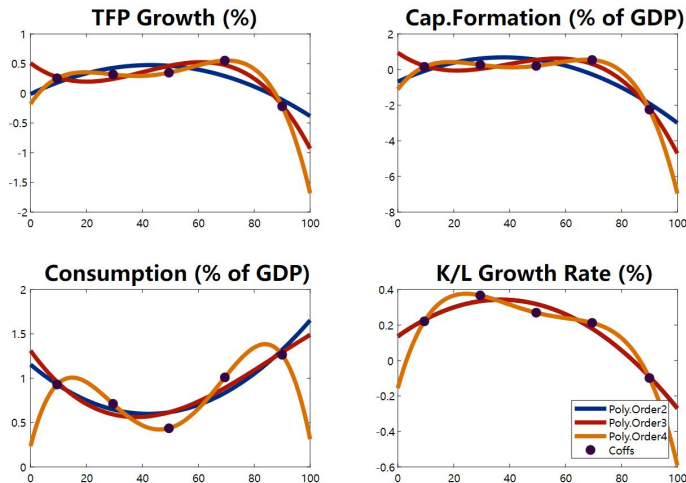 TFP Growth (%)
1
0.5
0
-0.5
-1
-1.5
-2
0 20 40 60 80 100
Cap.Formation (% of GDP)
2
0
-2
-4
-6
-8
0 20 40 60 80 100
Consumption (% of GDP)
2
1.5
1
0.5
0
0 20 40 60 80 100
K/L Growth Rate (%)
0.4
0.2
0
-0.2
-0.4
-0.6
0 20 40 60 80 100
Poly.Order2
Poly.Order3
Poly.Order4
Coffs